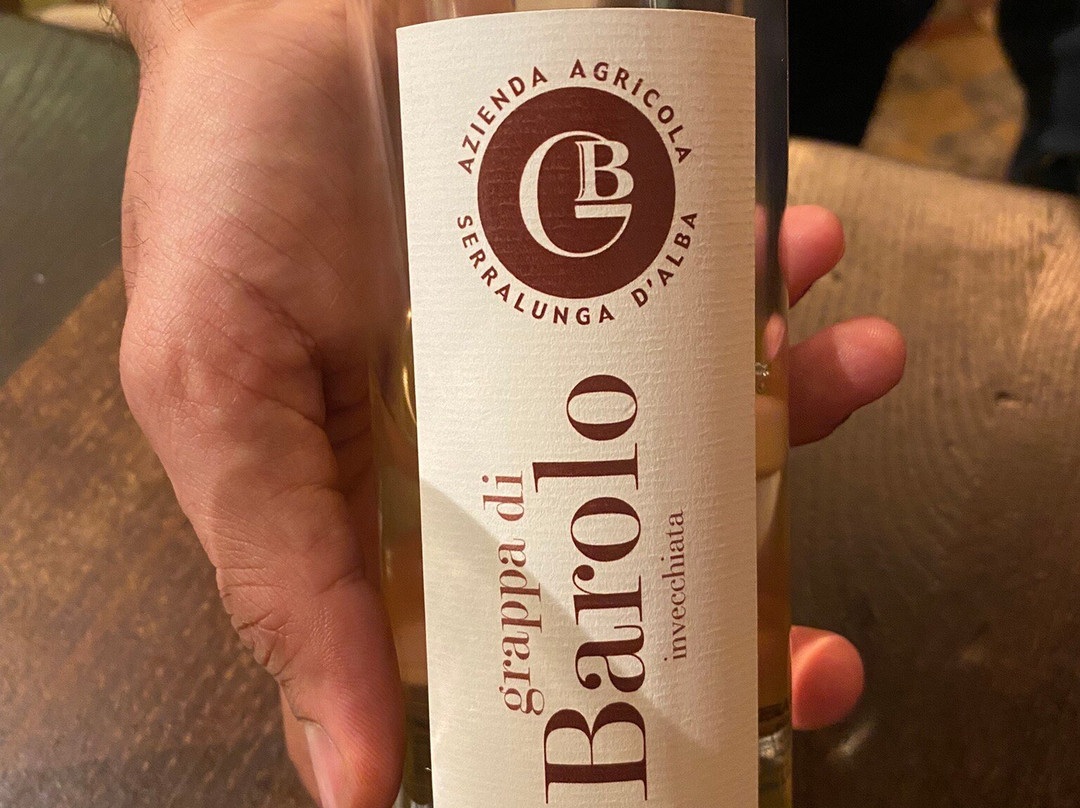 AZIENDA AGRiCOLA
GB
SERRALUNGA D'ALBA
grappa di
Barolo
invecchiata